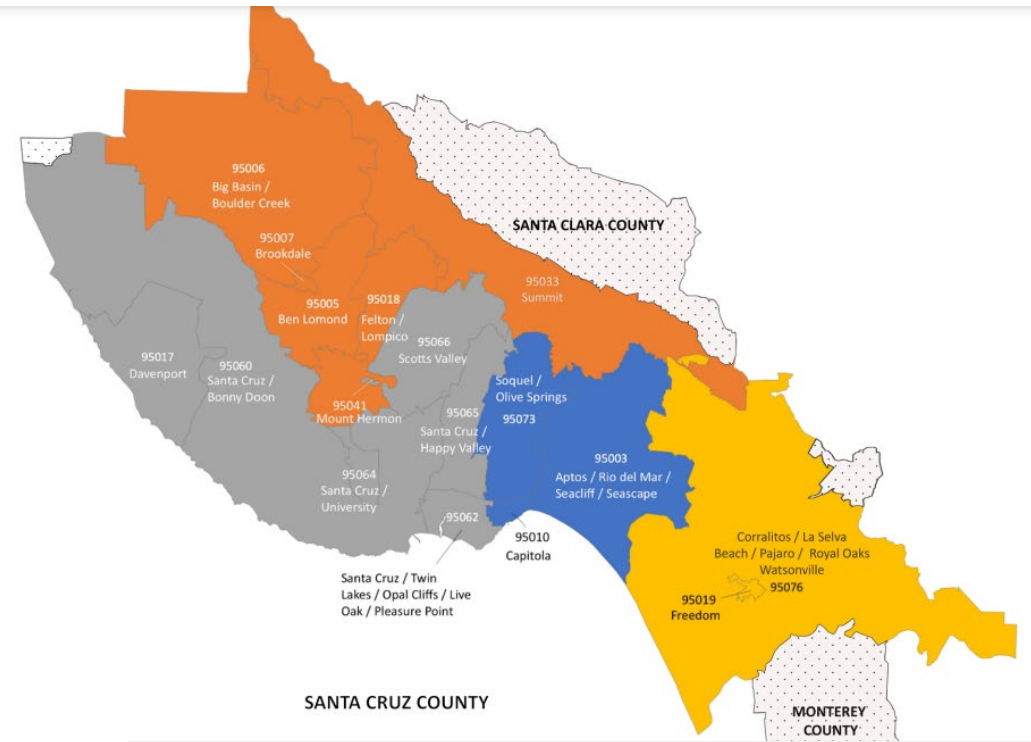 95006
Big Basin /
Boulder Creek
SANTA CLARA COUNTY
95007
Brookdale
95033
Summit
95005
Ben Lomond
95018
Felton /
Lompico
95066
Scotts Valley
95017
Davenport
95060
Santa Cruz /
Bonny Doon
95041
Mount Hermon
95065
Santa Cruz /
Happy Valley
Soquel /
Olive Springs
95073
95003
Aptos / Rio del Mar /
Seacliff / Seascape
95064
Santa Cruz /
University
95062
Santa Cruz / Twin
Lakes / Opal Cliffs / Live
Oak / Pleasure Point
95010
Capitola
Corralitos / La Selva
Beach / Pajaro / Royal Oaks
Watsonville
95076
95019
Freedom
SANTA CRUZ COUNTY
MONTEREY
COUNTY